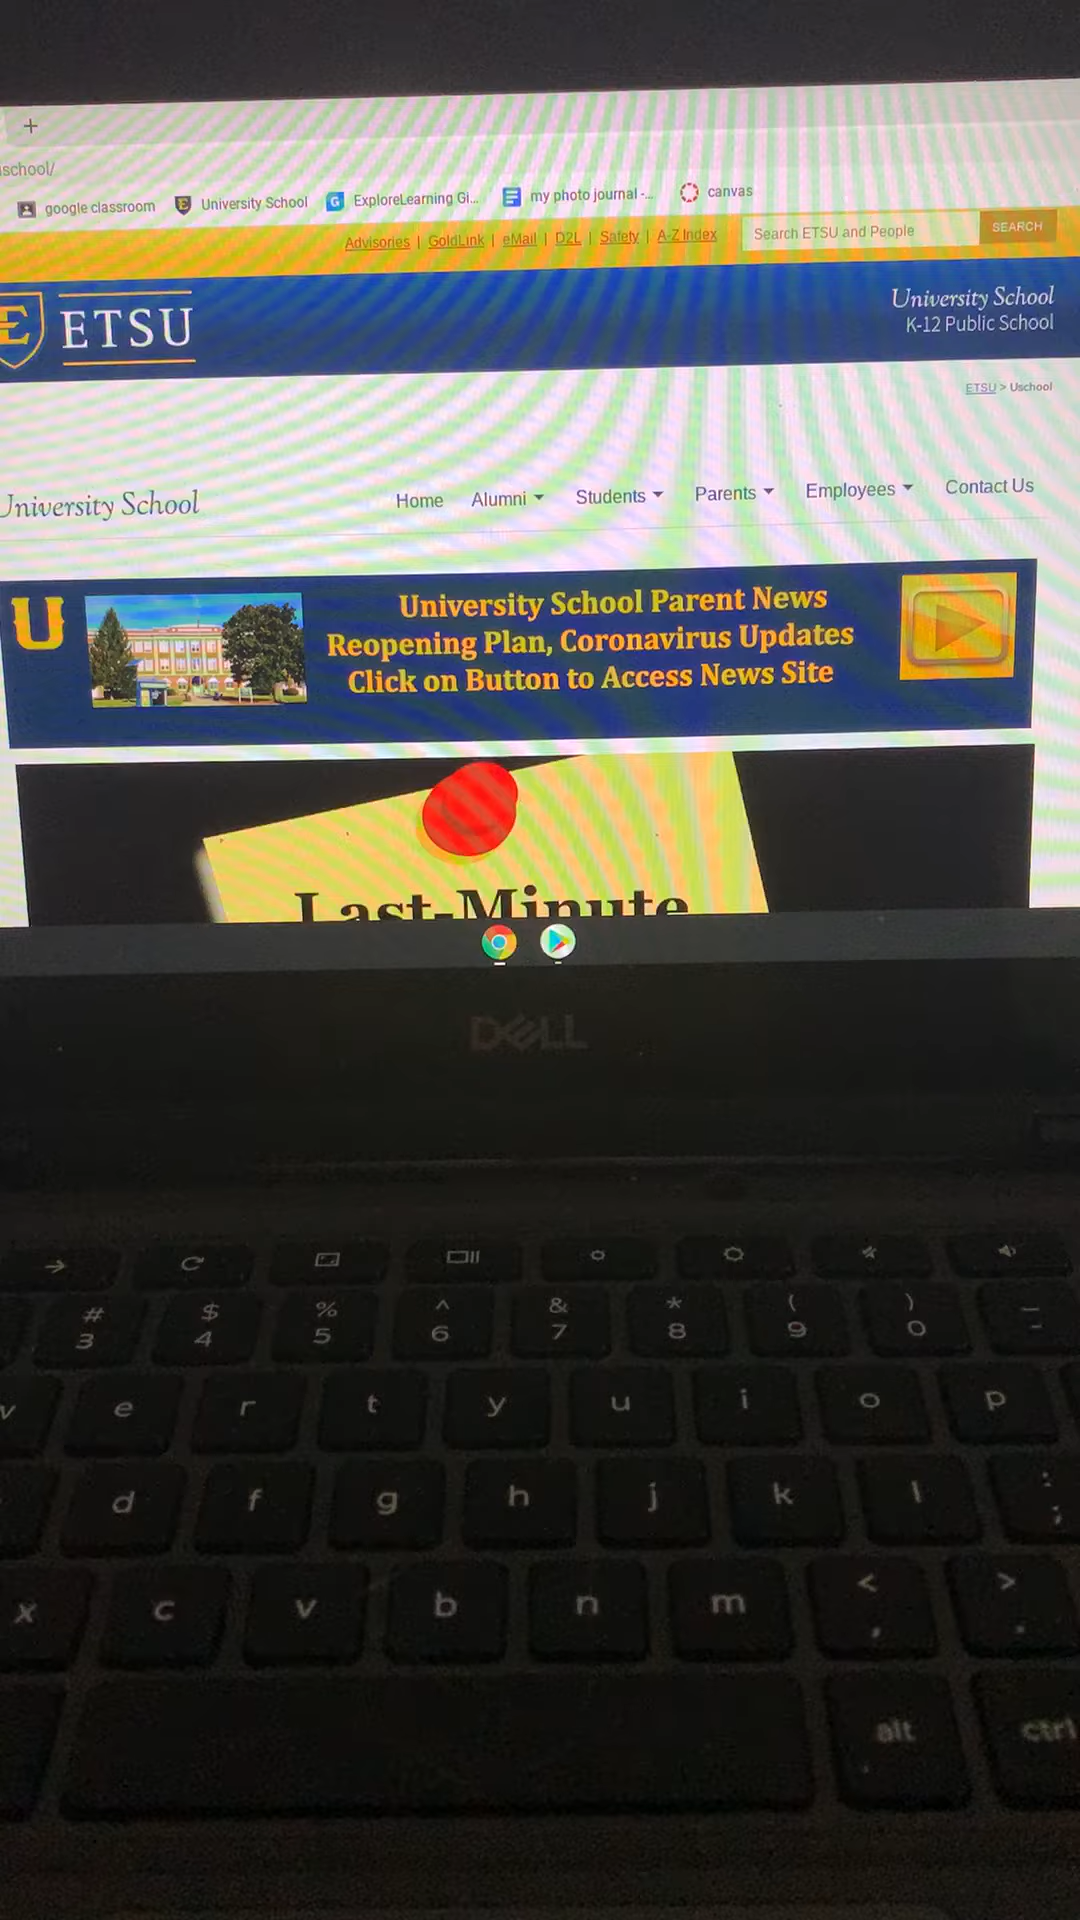 +
school/
google classroom University School ExploreLearning Gi... my photo journal -... canvas
Advisories | GoldLink | eMail | D2L | Safety | A-Z Index Search ETSU and People SEARCH
E ETSU
University School
K-12 Public School
ETSU > Uschool
University School Home Alumni Students Parents Employees Contact Us
U
University School Parent News
Reopening Plan, Coronavirus Updates
Click on Button to Access News Site
Last-Minute
DELL
# $ % ^ & * ( ) _
3 4 5 6 7 8 9 0 -
e r t y u i o p
d f g h j k l : ;
x c v b n m < , > .
alt ctrl